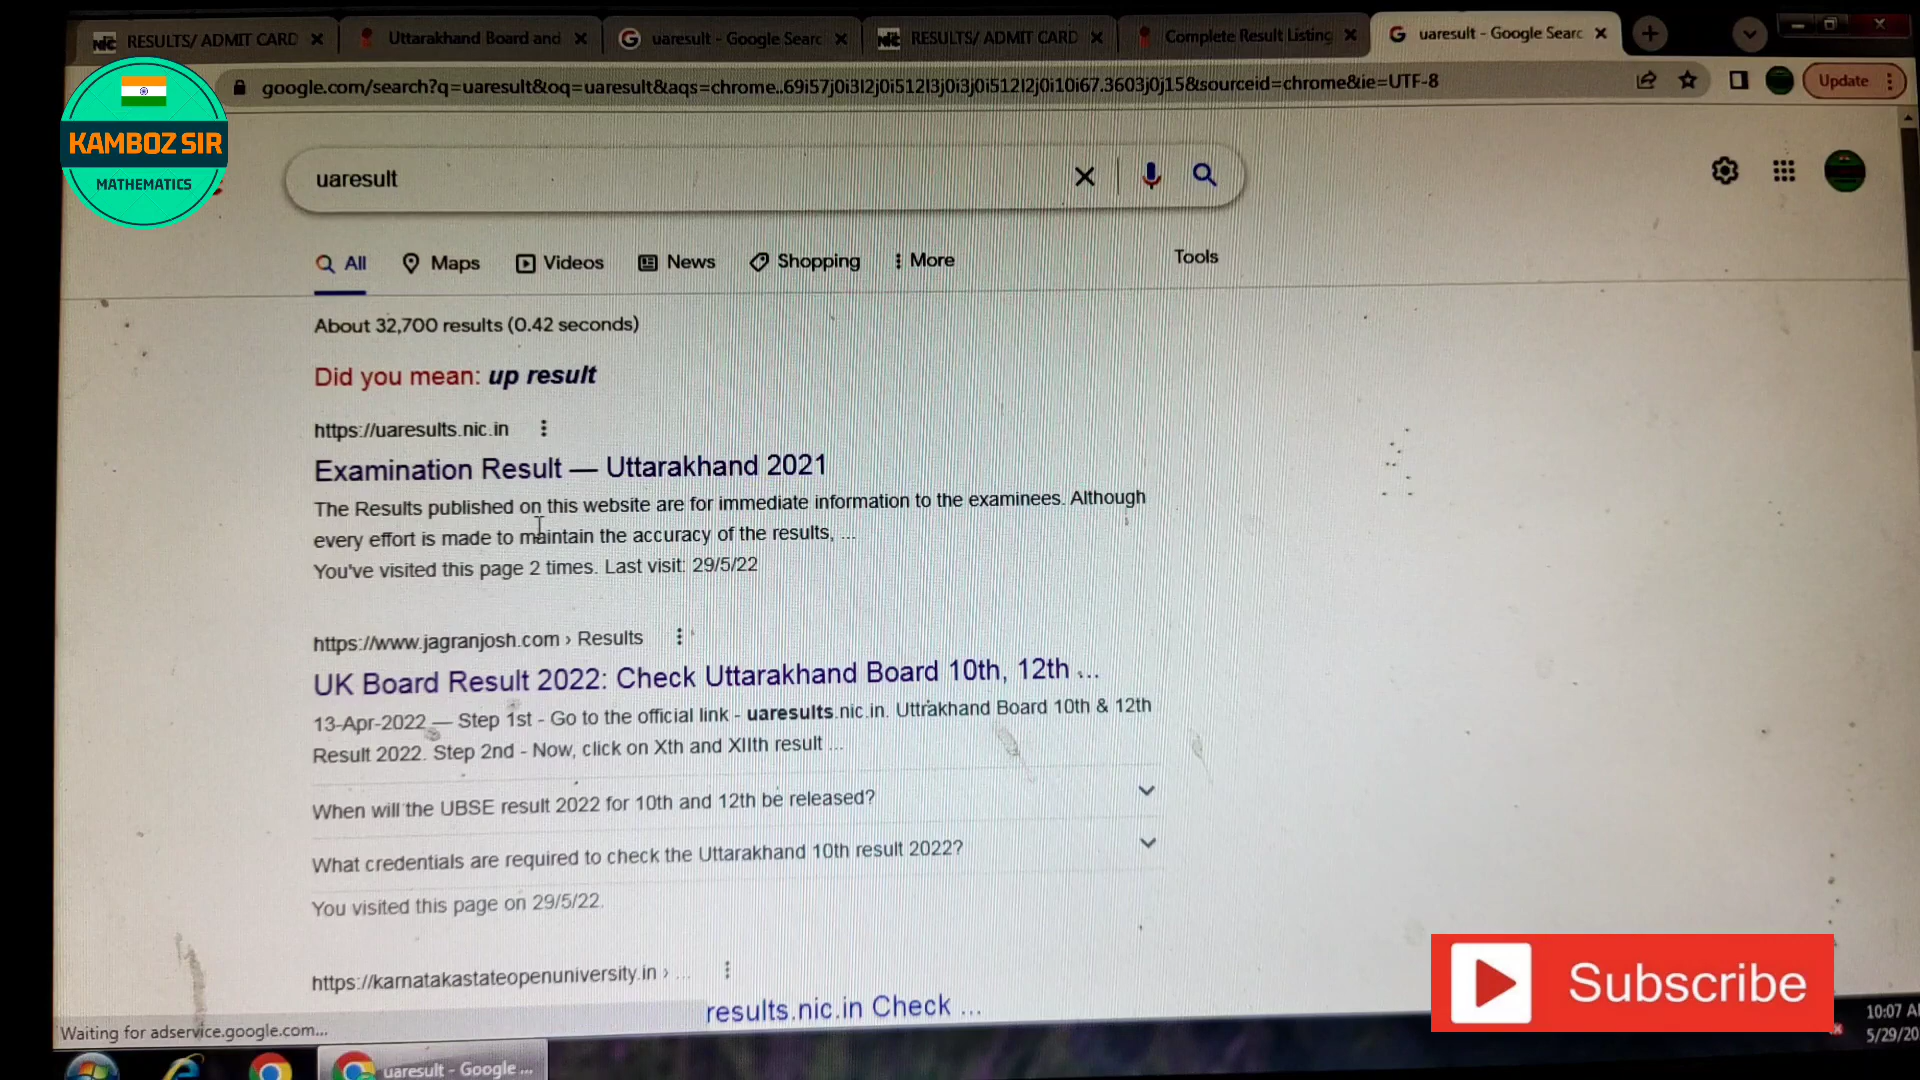 RESULTS/ ADMIT CARD
Uttarakhand Board and
uaresult - Google Searc
RESULTS/ ADMIT CARD
Complete Result Listing
uaresult - Google Searc
google.com/search?q=uaresult&oq=uaresult&aqs=chrome..69i57j0i3l2j0i512l3j0i3j0i512l2j0i10i67.3603j0j15&sourceid=chrome&ie=UTF-8
Update
KAMBOZ SIR
MATHEMATICS
uaresult
All
Maps
Videos
News
Shopping
More
Tools
About 32,700 results (0.42 seconds)
Did you mean: up result
https://uaresults.nic.in
Examination Result — Uttarakhand 2021
The Results published on this website are for immediate information to the examinees. Although
every effort is made to maintain the accuracy of the results, ...
You've visited this page 2 times. Last visit: 29/5/22
https://www.jagranjosh.com › Results
UK Board Result 2022: Check Uttarakhand Board 10th, 12th ...
13-Apr-2022 — Step 1st - Go to the official link - uaresults.nic.in. Uttrakhand Board 10th & 12th
Result 2022. Step 2nd - Now, click on Xth and XIIth result ...
When will the UBSE result 2022 for 10th and 12th be released?
What credentials are required to check the Uttarakhand 10th result 2022?
You visited this page on 29/5/22.
https://karnatakastateopenuniversity.in › ...
results.nic.in Check ...
Subscribe
Waiting for adservice.google.com...
10:07 A
5/29/20
uaresult - Google ...